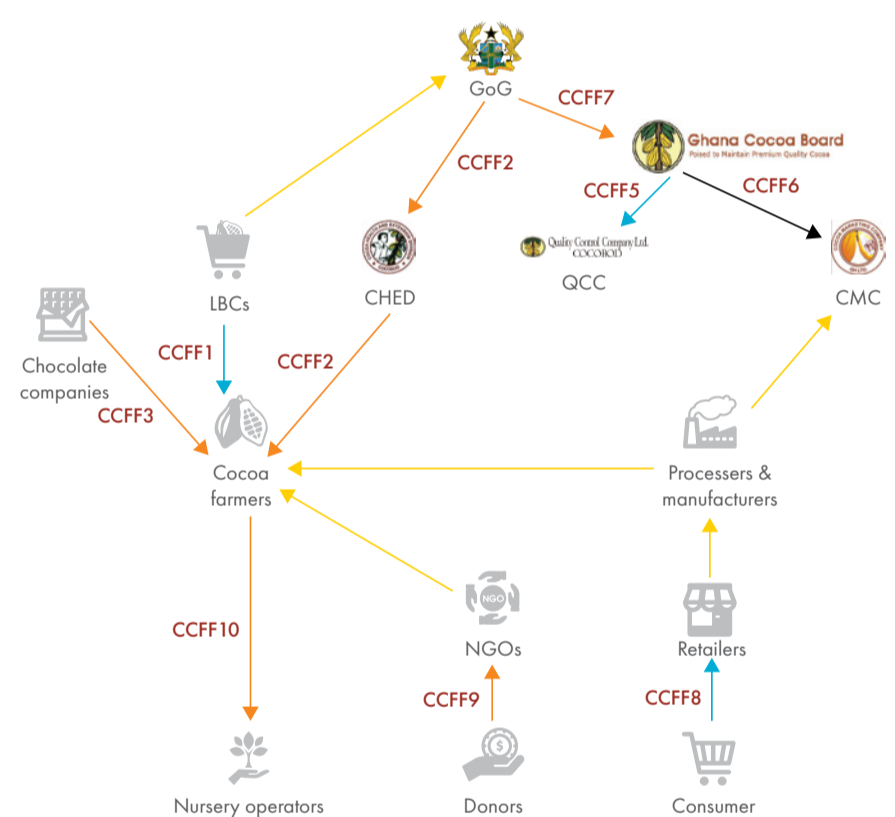 GoG
CCFF7
Ghana Cocoa Board
Poised to Maintain Premium Quality Cocoa
CCFF2
CCFF5
CCFF6
Quality Control Company Ltd.
COCOBOD
QCC
LBCs
CHED
CMC
Chocolate
companies
CCFF1
CCFF2
CCFF3
Cocoa
farmers
Processers &
manufacturers
CCFF10
NGO
NGOs
Retailers
CCFF9
CCFF8
$
Nursery operators
Donors
Consumer